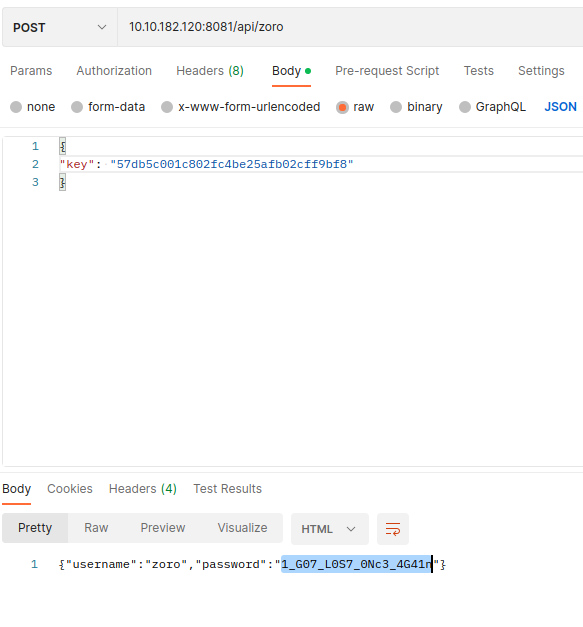 POST 10.10.182.120:8081/api/zoro
Params Authorization Headers (8) Body Pre-request Script Tests Settings
none form-data x-www-form-urlencoded raw binary GraphQL JSON
1 {
2 "key": "57db5c001c802fc4be25afb02cff9bf8"
3 }
Body Cookies Headers (4) Test Results
Pretty Raw Preview Visualize HTML
1 {"username":"zoro","password":"1_G07_L0S7_0Nc3_4G41n"}